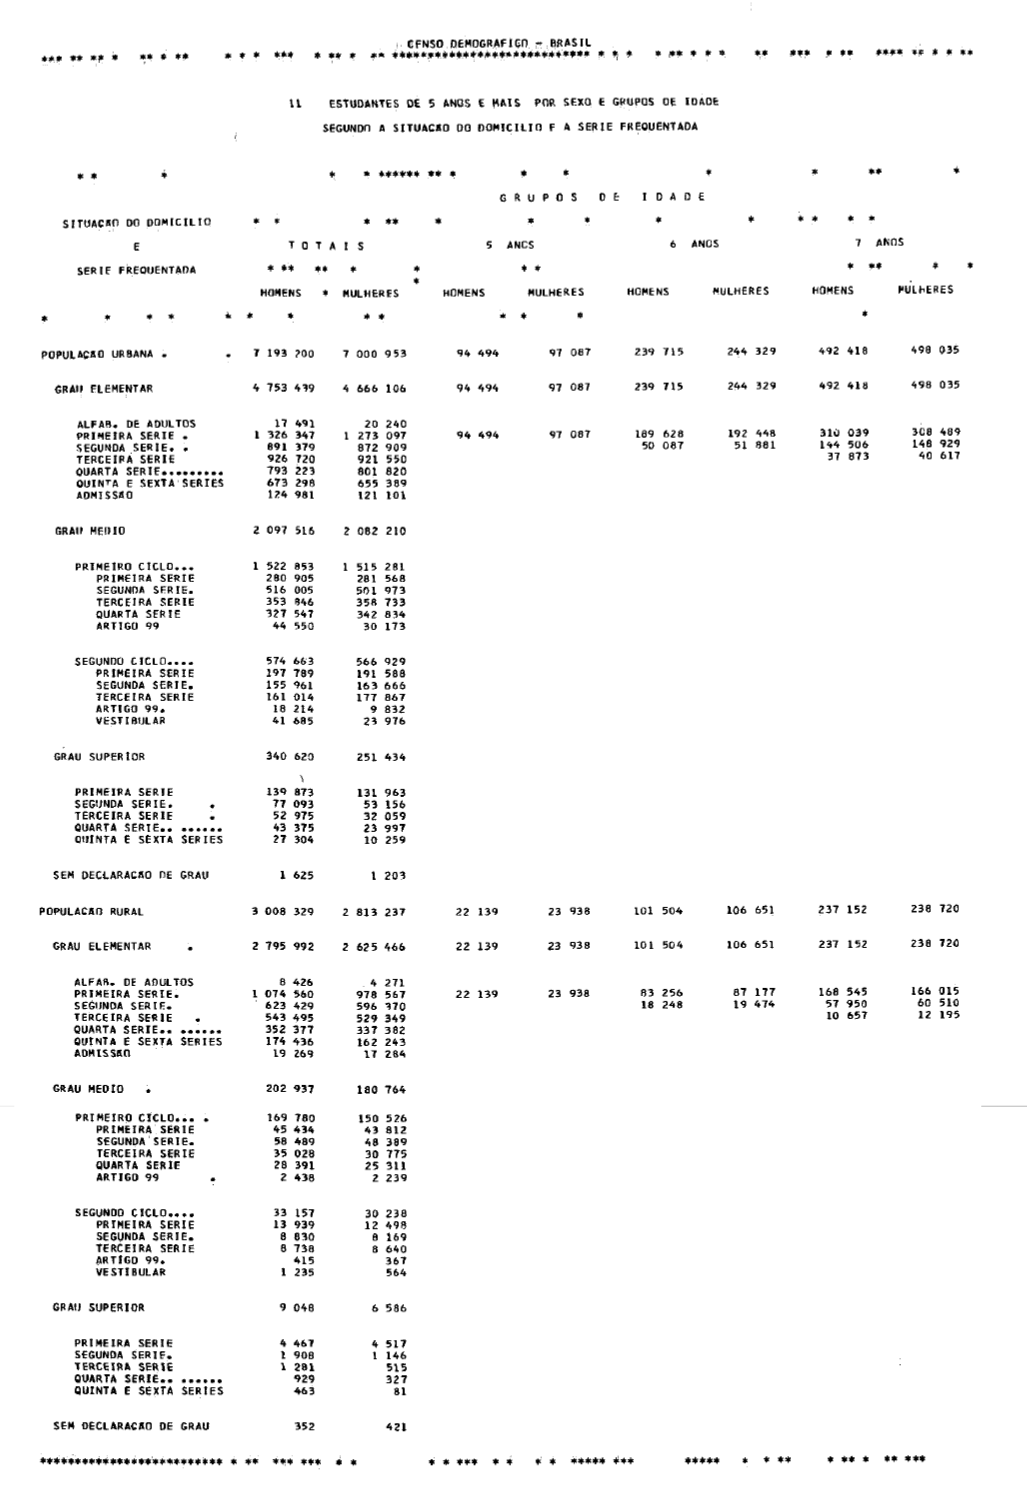 CENSO DEMOGRAFICO - BRASIL
11 ESTUDANTES DE 5 ANOS E MAIS POR SEXO E GRUPOS DE IDADE
SEGUNDO A SITUACAO DO DOMICILIO E A SERIE FREQUENTADA
G R U P O S D E I D A D E
SITUACAO DO DOMICILIO
E T O T A I S 5 ANOS 6 ANOS 7 ANOS
SERIE FREQUENTADA
HOMENS * MULHERES HOMENS MULHERES HOMENS MULHERES HOMENS MULHERES
POPULACAO URBANA . . 7 193 200 7 000 953 94 494 97 087 239 715 244 329 492 418 498 035
GRAU ELEMENTAR 4 753 439 4 666 106 94 494 97 087 239 715 244 329 492 418 498 035
ALFAB. DE ADULTOS 17 491 20 240
PRIMEIRA SERIE . 1 326 347 1 273 097 94 494 97 087 189 628 192 448 310 039 308 489
SEGUNDA SERIE. . 891 379 872 909 50 087 51 881 144 506 148 929
TERCEIRA SERIE 926 720 921 550 37 873 40 617
QUARTA SERIE......... 793 223 801 820
QUINTA E SEXTA SERIES 673 298 655 389
ADMISSAO 124 981 121 101
GRAU MEDIO 2 097 516 2 082 210
PRIMEIRO CICLO... 1 522 853 1 515 281
PRIMEIRA SERIE 280 905 281 568
SEGUNDA SERIE. 516 005 501 973
TERCEIRA SERIE 353 846 358 733
QUARTA SERIE 327 547 342 834
ARTIGO 99 44 550 30 173
SEGUNDO CICLO.... 574 663 566 929
PRIMEIRA SERIE 197 789 191 588
SEGUNDA SERIE. 155 961 163 666
TERCEIRA SERIE 161 014 177 867
ARTIGO 99. 18 214 9 832
VESTIBULAR 41 685 23 976
GRAU SUPERIOR 340 620 251 434
PRIMEIRA SERIE 139 873 131 963
SEGUNDA SERIE. . 77 093 53 156
TERCEIRA SERIE . 52 975 32 059
QUARTA SERIE.. ...... 43 375 23 997
QUINTA E SEXTA SERIES 27 304 10 259
SEM DECLARACAO DE GRAU 1 625 1 203
POPULACAO RURAL 3 008 329 2 813 237 22 139 23 938 101 504 106 651 237 152 238 720
GRAU ELEMENTAR . 2 795 992 2 625 466 22 139 23 938 101 504 106 651 237 152 238 720
ALFAB. DE ADULTOS 8 426 4 271
PRIMEIRA SERIE. 1 074 560 978 567 22 139 23 938 83 256 87 177 168 545 166 015
SEGUNDA SERIE. 623 429 596 370 18 248 19 474 57 950 60 510
TERCEIRA SERIE . 543 495 529 349 10 657 12 195
QUARTA SERIE.. ...... 352 377 337 382
QUINTA E SEXTA SERIES 174 436 162 243
ADMISSAO 19 269 17 284
GRAU MEDIO . 202 937 180 764
PRIMEIRO CICLO... . 169 780 150 526
PRIMEIRA SERIE 45 434 43 812
SEGUNDA SERIE. 58 489 48 389
TERCEIRA SERIE 35 028 30 775
QUARTA SERIE 28 391 25 311
ARTIGO 99 . 2 438 2 239
SEGUNDO CICLO.... 33 157 30 238
PRIMEIRA SERIE 13 939 12 498
SEGUNDA SERIE. 8 830 8 169
TERCEIRA SERIE 8 738 8 640
ARTIGO 99. 415 367
VESTIBULAR 1 235 564
GRAU SUPERIOR 9 048 6 586
PRIMEIRA SERIE 4 467 4 517
SEGUNDA SERIE. 1 908 1 146
TERCEIRA SERIE 1 281 515
QUARTA SERIE.. ...... 929 327
QUINTA E SEXTA SERIES 463 81
SEM DECLARACAO DE GRAU 352 421